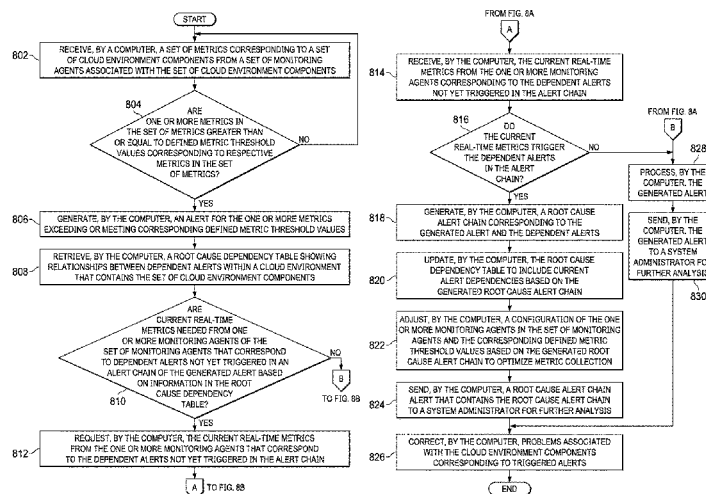 START
802
RECEIVE, BY A COMPUTER, A SET OF METRICS CORRESPONDING TO A SET
OF CLOUD ENVIRONMENT COMPONENTS FROM A SET OF MONITORING
AGENTS ASSOCIATED WITH THE SET OF CLOUD ENVIRONMENT COMPONENTS
804
ARE
ONE OR MORE METRICS IN
THE SET OF METRICS GREATER THAN
OR EQUAL TO DEFINED METRIC THRESHOLD
VALUES CORRESPONDING TO RESPECTIVE
METRICS IN THE SET
OF METRICS?
NO
YES
806
GENERATE, BY THE COMPUTER, AN ALERT FOR THE ONE OR MORE METRICS
EXCEEDING OR MEETING CORRESPONDING DEFINED METRIC THRESHOLD VALUES
808
RETRIEVE, BY THE COMPUTER, A ROOT CAUSE DEPENDENCY TABLE SHOWING
RELATIONSHIPS BETWEEN DEPENDENT ALERTS WITHIN A CLOUD ENVIRONMENT
THAT CONTAINS THE SET OF CLOUD ENVIRONMENT COMPONENTS
ARE
CURRENT REAL-TIME
METRICS NEEDED FROM ONE
OR MORE MONITORING AGENTS OF THE
SET OF MONITORING AGENTS THAT CORRESPOND
TO DEPENDENT ALERTS NOT YET TRIGGERED IN AN
ALERT CHAIN OF THE GENERATED ALERT BASED
ON INFORMATION IN THE ROOT
CAUSE DEPENDENCY
TABLE?
810
NO
B
TO FIG. 8B
YES
812
REQUEST, BY THE COMPUTER, THE CURRENT REAL-TIME METRICS
FROM THE ONE OR MORE MONITORING AGENTS THAT CORRESPOND
TO THE DEPENDENT ALERTS NOT YET TRIGGERED IN THE ALERT CHAIN
A
TO FIG. 8B
FROM FIG. 8A
A
814
RECEIVE, BY THE COMPUTER, THE CURRENT REAL-TIME
METRICS FROM THE ONE OR MORE MONITORING
AGENTS CORRESPONDING TO THE DEPENDENT ALERTS
NOT YET TRIGGERED IN THE ALERT CHAIN
816
DO
THE CURRENT
REAL-TIME METRICS TRIGGER
THE DEPENDENT ALERTS
IN THE ALERT
CHAIN?
NO
YES
FROM FIG. 8A
B
828
PROCESS, BY THE
COMPUTER, THE
GENERATED ALERT
SEND, BY THE
COMPUTER, THE
GENERATED ALERT
TO A SYSTEM
ADMINISTRATOR FOR
FURTHER ANALYSIS
830
818
GENERATE, BY THE COMPUTER, A ROOT CAUSE
ALERT CHAIN CORRESPONDING TO THE
GENERATED ALERT AND THE DEPENDENT ALERTS
820
UPDATE, BY THE COMPUTER, THE ROOT CAUSE
DEPENDENCY TABLE TO INCLUDE CURRENT
ALERT DEPENDENCIES BASED ON THE
GENERATED ROOT CAUSE ALERT CHAIN
822
ADJUST, BY THE COMPUTER, A CONFIGURATION OF THE ONE
OR MORE MONITORING AGENTS IN THE SET OF MONITORING
AGENTS AND THE CORRESPONDING DEFINED METRIC
THRESHOLD VALUES BASED ON THE GENERATED ROOT
CAUSE ALERT CHAIN TO OPTIMIZE METRIC COLLECTION
824
SEND, BY THE COMPUTER, A ROOT CAUSE ALERT CHAIN
ALERT THAT CONTAINS THE ROOT CAUSE ALERT CHAIN
TO A SYSTEM ADMINISTRATOR FOR FURTHER ANALYSIS
826
CORRECT, BY THE COMPUTER, PROBLEMS ASSOCIATED
WITH THE CLOUD ENVIRONMENT COMPONENTS
CORRESPONDING TO TRIGGERED ALERTS
END